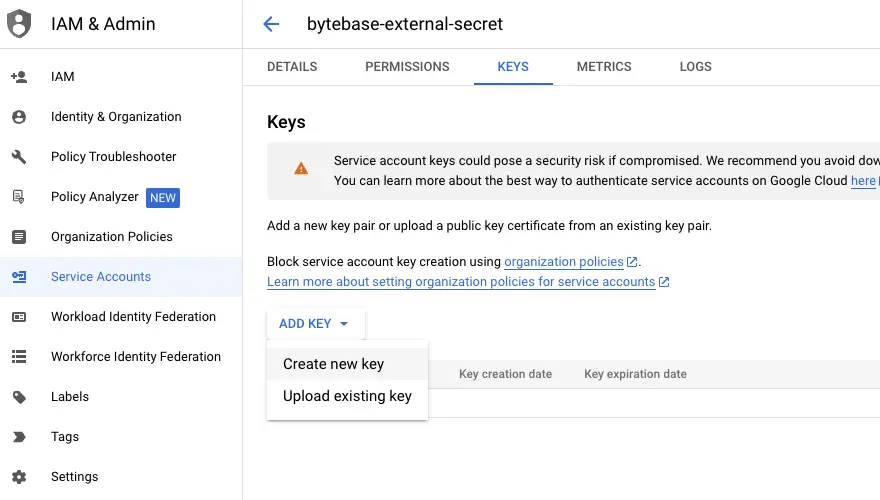 IAM & Admin
bytebase-external-secret
DETAILS PERMISSIONS KEYS METRICS LOGS
IAM
Identity & Organization
Policy Troubleshooter
Policy Analyzer NEW
Organization Policies
Service Accounts
Workload Identity Federation
Workforce Identity Federation
Labels
Tags
Settings
Keys
Service account keys could pose a security risk if compromised. We recommend you avoid dow
You can learn more about the best way to authenticate service accounts on Google Cloud here
Add a new key pair or upload a public key certificate from an existing key pair.
Block service account key creation using organization policies.
Learn more about setting organization policies for service accounts
ADD KEY
Create new key
Upload existing key
Key creation date Key expiration date